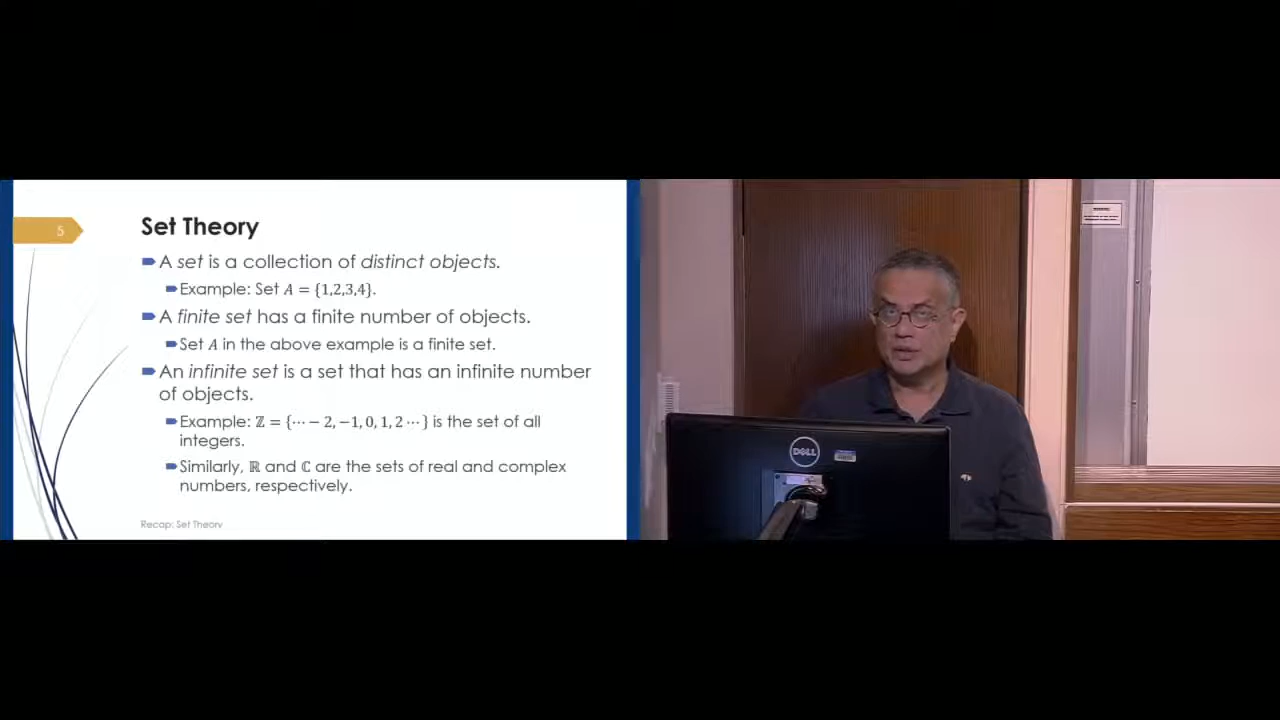 5
Set Theory
A set is a collection of distinct objects.
Example: Set A = {1,2,3,4}.
A finite set has a finite number of objects.
Set A in the above example is a finite set.
An infinite set is a set that has an infinite number
of objects.
Example: ℤ = {⋯ − 2, −1, 0, 1, 2 ⋯ } is the set of all
integers.
Similarly, ℝ and ℂ are the sets of real and complex
numbers, respectively.
Recap: Set Theory
DELL